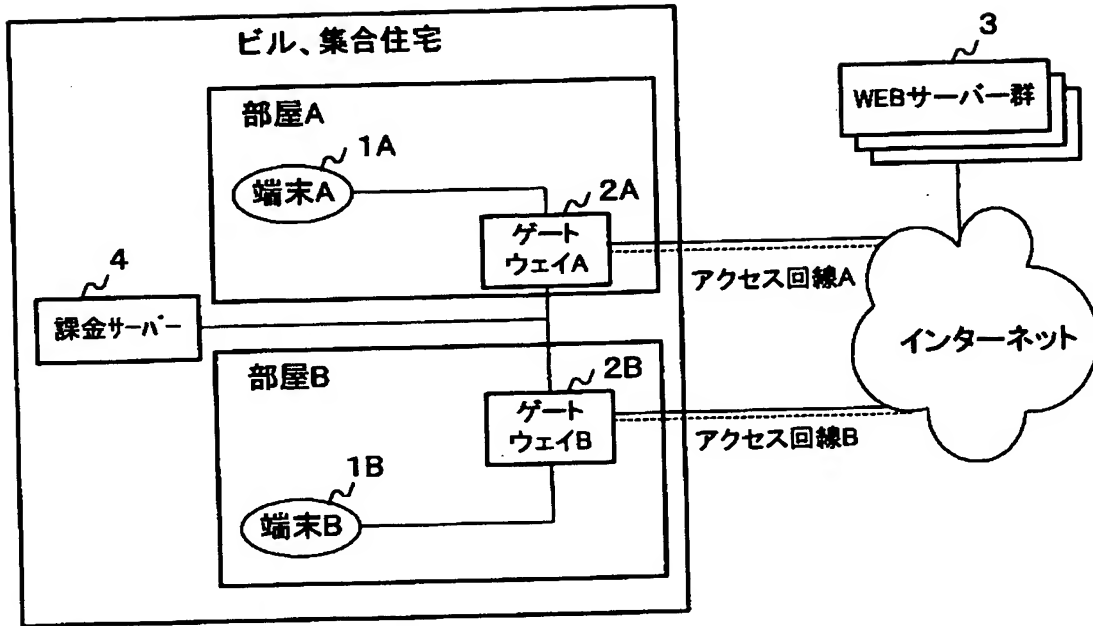 ビル、集合住宅
部屋A
1A
端末A
2A
ゲート
ウェイA
4
課金サーバー
部屋B
2B
ゲート
ウェイB
1B
端末B
3
WEBサーバー群
アクセス回線A
インターネット
アクセス回線B